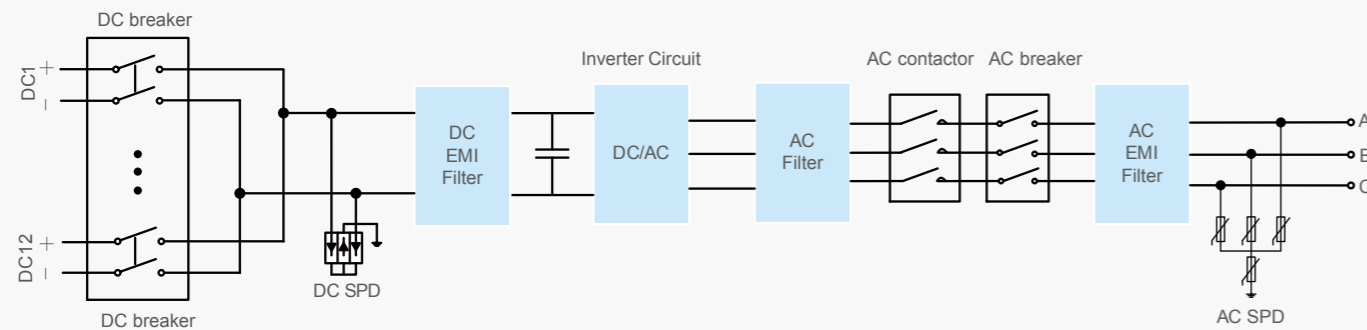 DC breaker
DC1
+
−
DC12
+
−
DC breaker
DC SPD
DC
EMI
Filter
Inverter Circuit
DC/AC
AC
Filter
AC contactor
AC breaker
AC
EMI
Filter
A
B
C
AC SPD